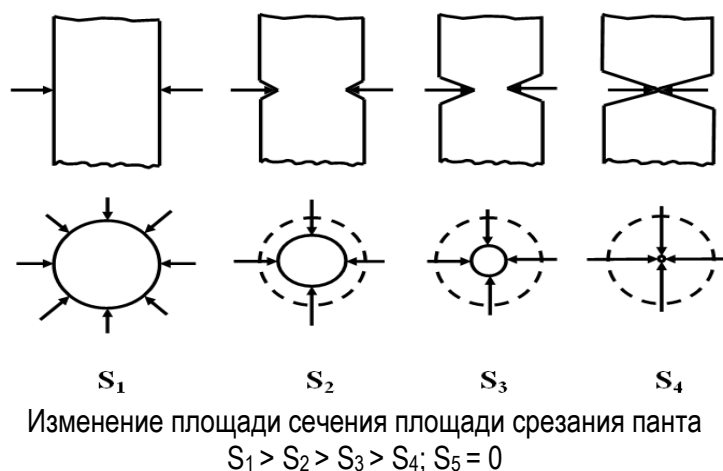 S₁ S₂ S₃ S₄
Изменение площади сечения площади срезания панта
S₁ > S₂ > S₃ > S₄; S₅ = 0